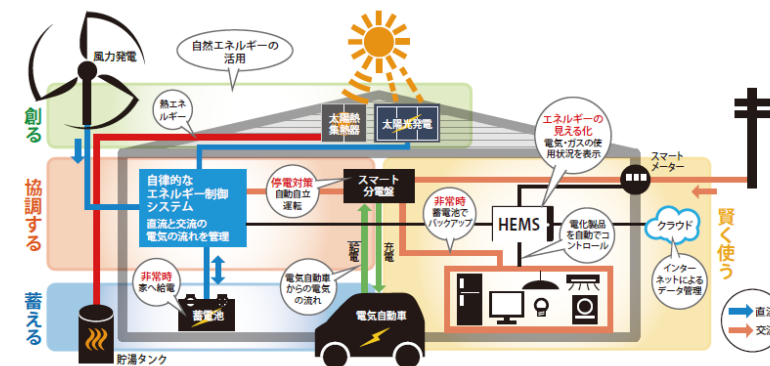 風力発電
自然エネルギーの
活用
創る
熱エネ
ルギー
太陽熱
集熱器
太陽光発電
エネルギーの
見える化
電気・ガスの使
用状況を表示
スマート
メーター
協調する
自律的な
エネルギー制御
システム
直流と交流の
電気の流れを管理
停電対策
自動自立
運転
スマート
分電盤
非常時
蓄電池で
バックアップ
HEMS
電化製品
を自動でコ
ントロール
クラウド
賢く使う
給電
充電
非常時
家へ給電
電気自動車
からの電気
の流れ
インター
ネットによる
データ管理
蓄える
蓄電池
電気自動車
貯湯タンク
直流
交流